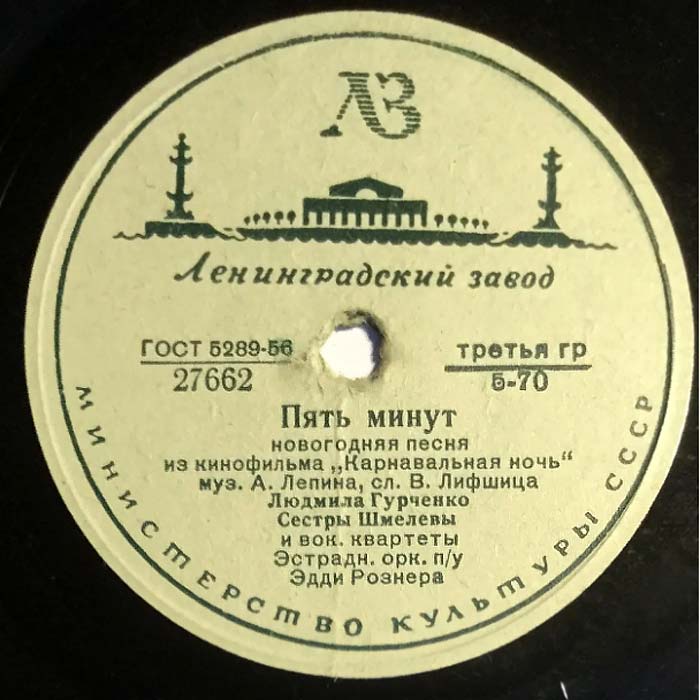 ЛЗ
Ленинградский завод
ГОСТ 5289-56
27662
третья гр
5-70
Пять минут
новогодняя песня
из кинофильма „Карнавальная ночь“
муз. А. Лепина, сл. В. Лифшица
Людмила Гурченко
Сестры Шмелевы
и вок. квартеты
Эстрадн. орк. п/у
Эдди Рознера
МИНИСТЕРСТВО КУЛЬТУРЫ СССР